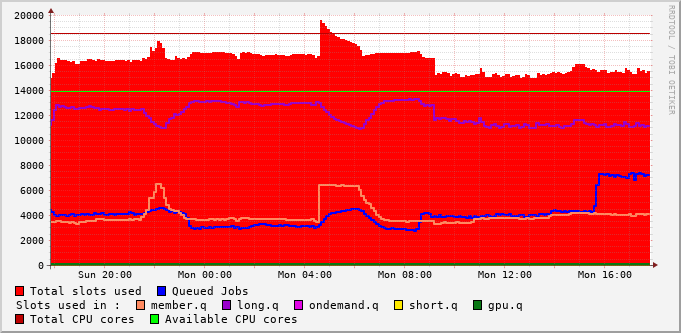 20000
18000
16000
14000
12000
10000
8000
6000
4000
2000
0
Sun 20:00 Mon 00:00 Mon 04:00 Mon 08:00 Mon 12:00 Mon 16:00
RRDTOOL / TOBI OETIKER
Total slots used Queued Jobs
Slots used in : member.q long.q ondemand.q short.q gpu.q
Total CPU cores Available CPU cores